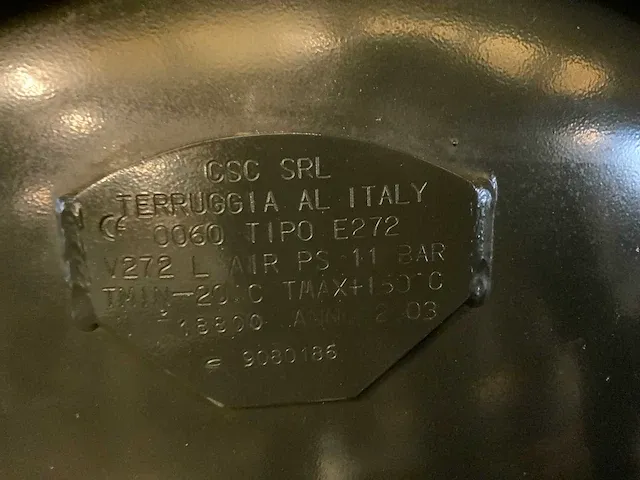 CSC SRL
TERRUGGIA AL ITALY
CE 0060 TIPO E272
V272 L AIR PS 11 BAR
TMIN-20°C TMAX+150°C
18800
9080186